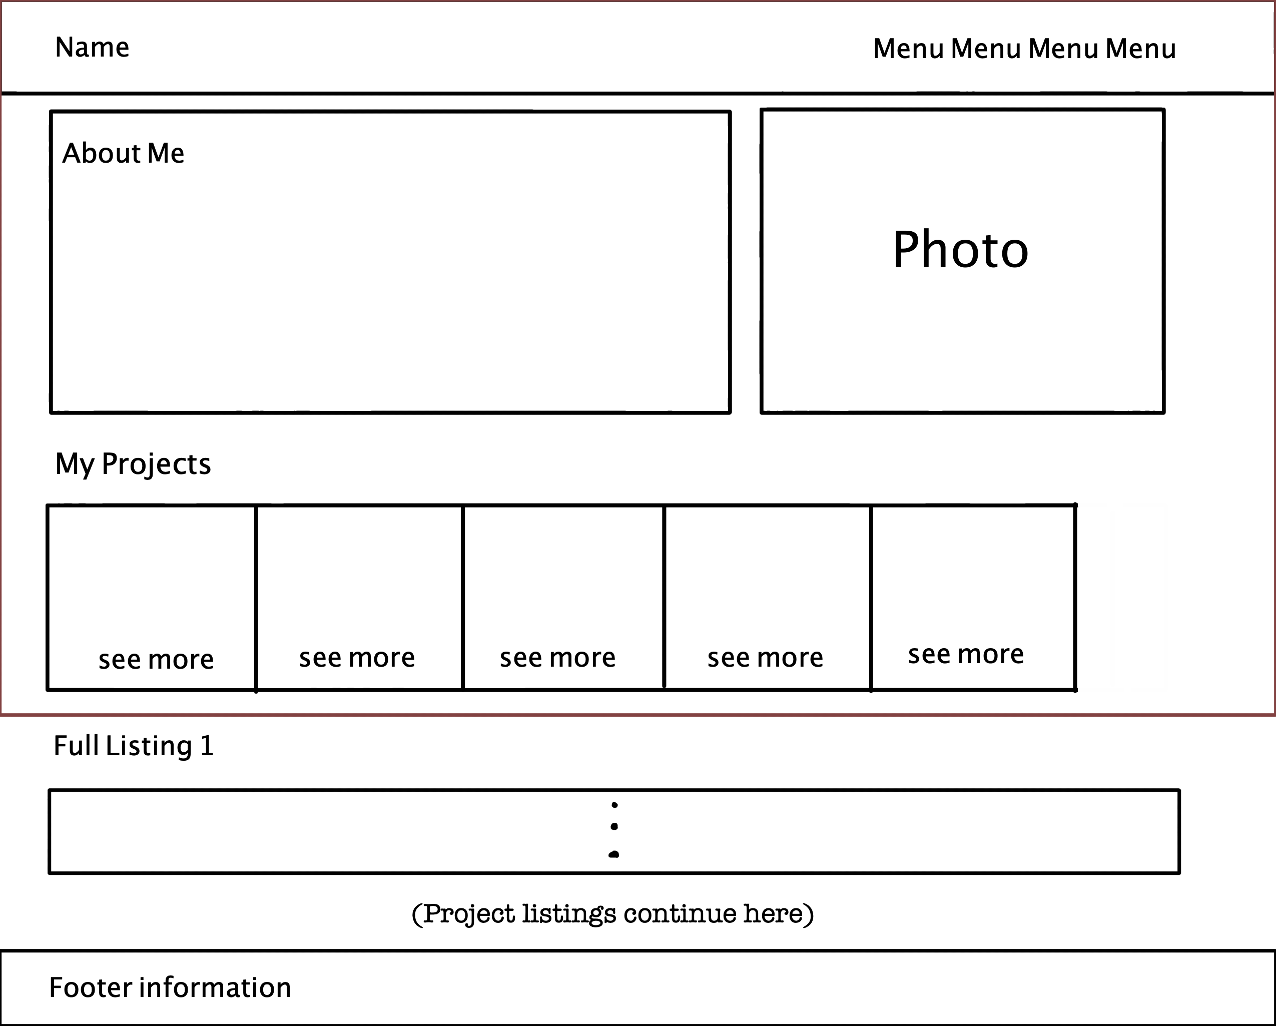 Name
Menu Menu Menu Menu
About Me
Photo
My Projects
see more
see more
see more
see more
see more
Full Listing 1
(Project listings continue here)
Footer information